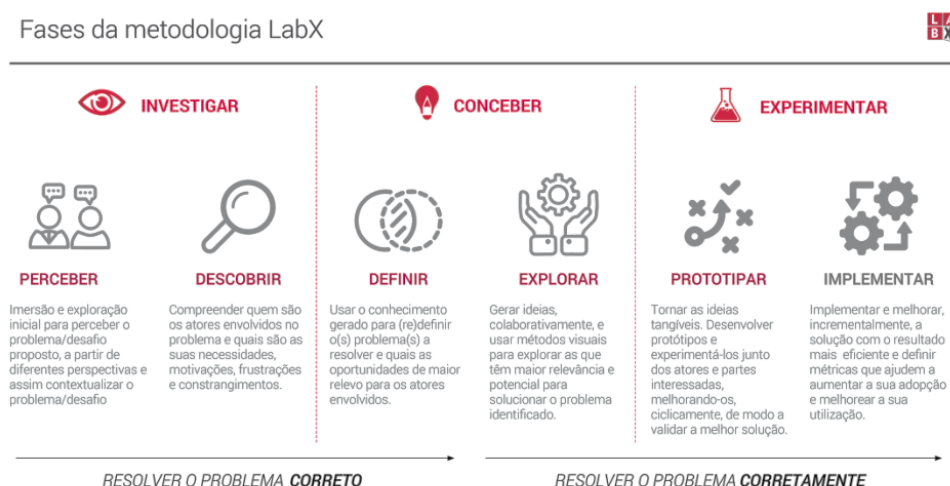 Fases da metodologia LabX
L A
B X
INVESTIGAR
CONCEBER
EXPERIMENTAR
PERCEBER
Imersão e exploração
inicial para perceber o
problema/desafio
proposto, a partir de
diferentes perspectivas e
assim contextualizar o
problema/desafio
DESCOBRIR
Compreender quem são
os atores envolvidos no
problema e quais são as
suas necessidades,
motivações, frustrações
e constrangimentos.
DEFINIR
Usar o conhecimento
gerado para (re)definir
o(s) problema(s) a
resolver e quais as
oportunidades de maior
relevo para os atores
envolvidos.
EXPLORAR
Gerar ideias,
colaborativamente, e
usar métodos visuais
para explorar as que
têm maior relevância e
potencial para
solucionar o problema
identificado.
PROTOTIPAR
Tornar as ideias
tangíveis. Desenvolver
protótipos e
experimentá-los junto
dos atores e partes
interessadas,
melhorando-os,
ciclicamente, de modo a
validar a melhor solução.
IMPLEMENTAR
Implementar e melhorar,
incrementalmente, a
solução com o resultado
mais eficiente e definir
métricas que ajudem a
aumentar a sua adopção
e melhorear a sua
utilização.
RESOLVER O PROBLEMA CORRETO
RESOLVER O PROBLEMA CORRETAMENTE